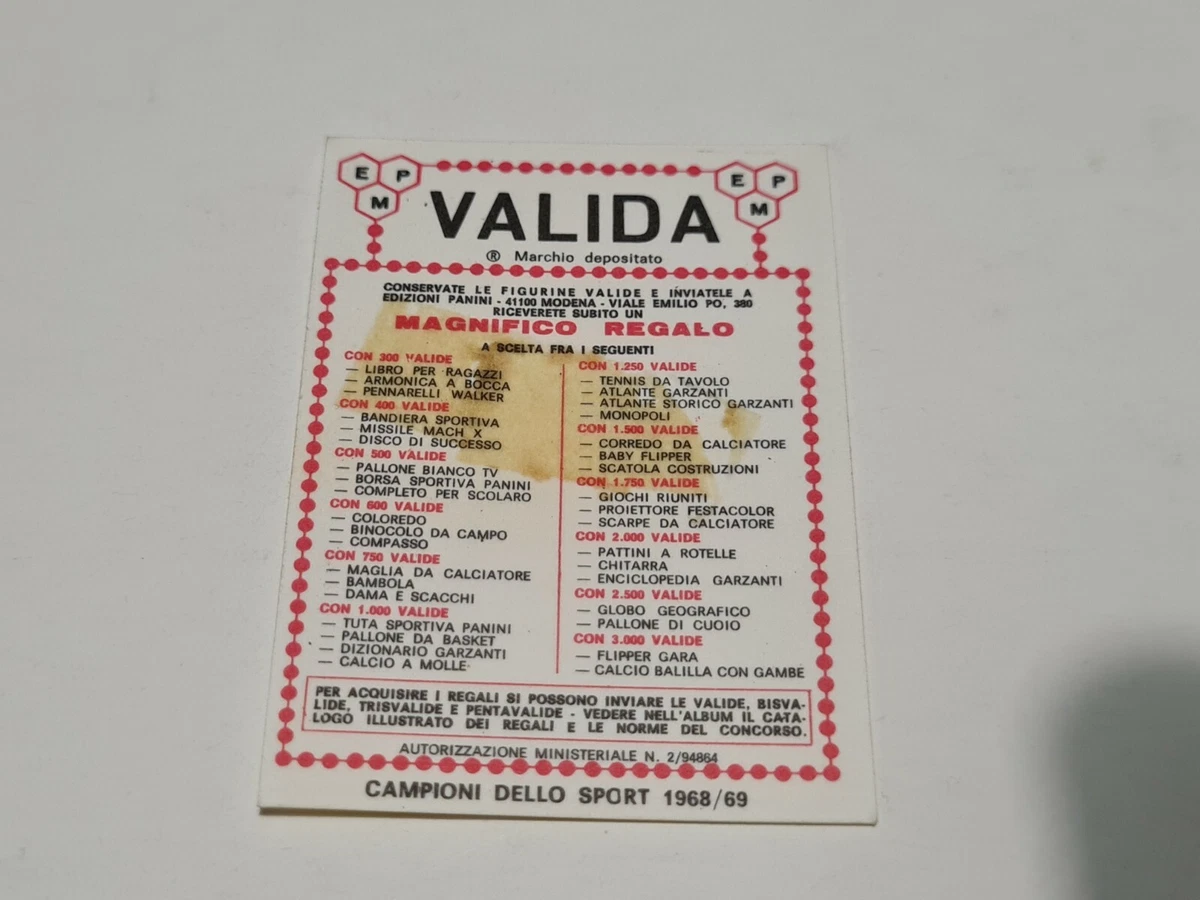 E P
M
E P
M
VALIDA
® Marchio depositato
CONSERVATE LE FIGURINE VALIDE E INVIATELE A
EDIZIONI PANINI - 41100 MODENA - VIALE EMILIO PO, 380
RICEVERETE SUBITO UN
MAGNIFICO REGALO
A SCELTA FRA I SEGUENTI
CON 300 VALIDE
— LIBRO PER RAGAZZI
— ARMONICA A BOCCA
— PENNARELLI WALKER
CON 400 VALIDE
— BANDIERA SPORTIVA
— MISSILE MACH X
— DISCO DI SUCCESSO
CON 500 VALIDE
— PALLONE BIANCO TV
— BORSA SPORTIVA PANINI
— COMPLETO PER SCOLARO
CON 600 VALIDE
— COLOREDO
— BINOCOLO DA CAMPO
— COMPASSO
CON 750 VALIDE
— MAGLIA DA CALCIATORE
— BAMBOLA
— DAMA E SCACCHI
CON 1.000 VALIDE
— TUTA SPORTIVA PANINI
— PALLONE DA BASKET
— DIZIONARIO GARZANTI
— CALCIO A MOLLE
CON 1.250 VALIDE
— TENNIS DA TAVOLO
— ATLANTE GARZANTI
— ATLANTE STORICO GARZANTI
— MONOPOLI
CON 1.500 VALIDE
— CORREDO DA CALCIATORE
— BABY FLIPPER
— SCATOLA COSTRUZIONI
CON 1.750 VALIDE
— GIOCHI RIUNITI
— PROIETTORE FESTACOLOR
— SCARPE DA CALCIATORE
CON 2.000 VALIDE
— PATTINI A ROTELLE
— CHITARRA
— ENCICLOPEDIA GARZANTI
CON 2.500 VALIDE
— GLOBO GEOGRAFICO
— PALLONE DI CUOIO
CON 3.000 VALIDE
— FLIPPER GARA
— CALCIO BALILLA CON GAMBE
PER ACQUISIRE I REGALI SI POSSONO INVIARE LE VALIDE, BISVA-
LIDE, TRISVALIDE E PENTAVALIDE - VEDERE NELL'ALBUM IL CATA-
LOGO ILLUSTRATO DEI REGALI E LE NORME DEL CONCORSO.
AUTORIZZAZIONE MINISTERIALE N. 2/94864
CAMPIONI DELLO SPORT 1968/69